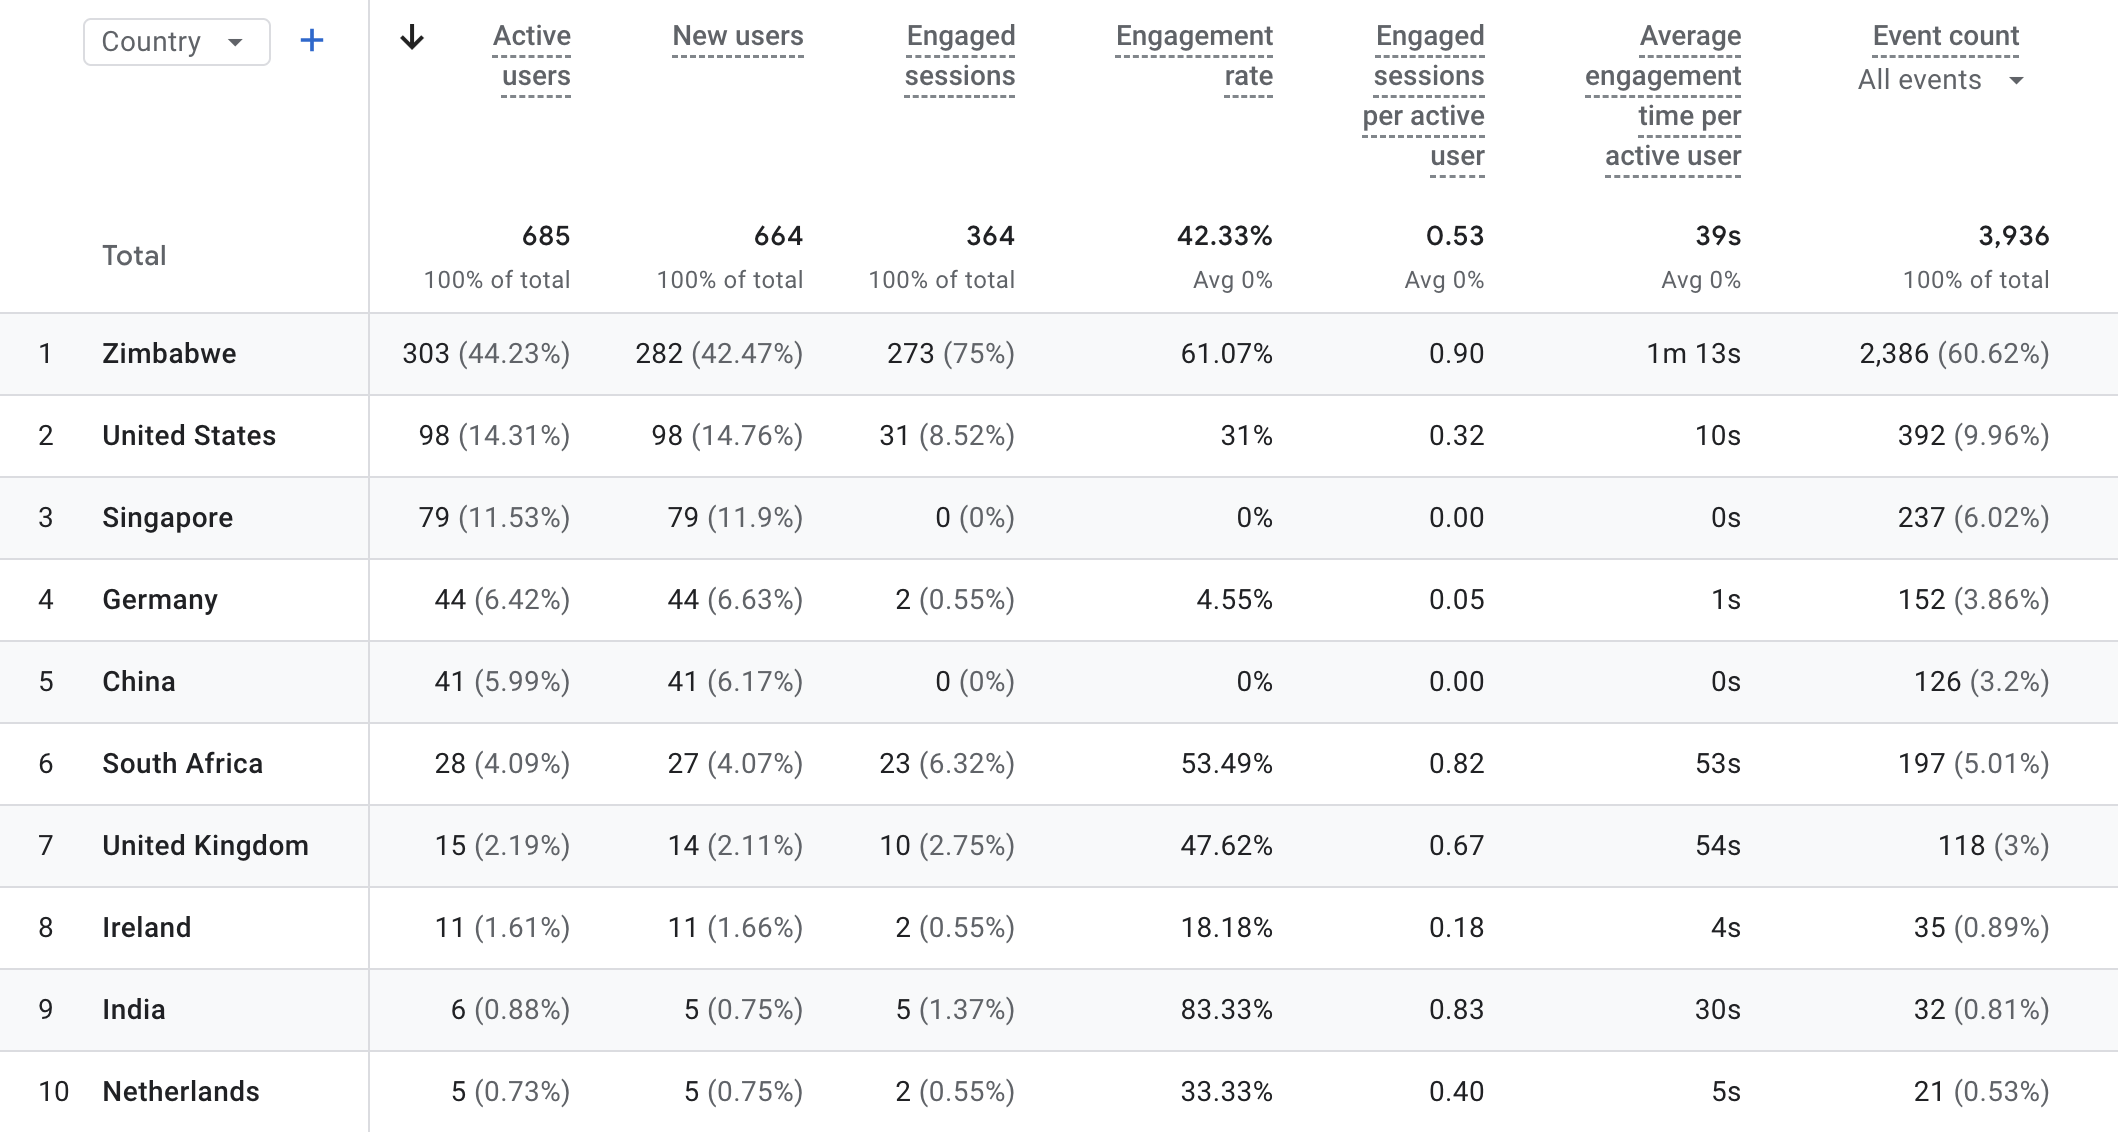 Country
Active users
New users
Engaged sessions
Engagement rate
Engaged sessions per active user
Average engagement time per active user
Event count
All events
Total
685 664 364 42.33% 0.53 39s 3,936
100% of total 100% of total 100% of total Avg 0% Avg 0% Avg 0% 100% of total
1 Zimbabwe 303 (44.23%) 282 (42.47%) 273 (75%) 61.07% 0.90 1m 13s 2,386 (60.62%)
2 United States 98 (14.31%) 98 (14.76%) 31 (8.52%) 31% 0.32 10s 392 (9.96%)
3 Singapore 79 (11.53%) 79 (11.9%) 0 (0%) 0% 0.00 0s 237 (6.02%)
4 Germany 44 (6.42%) 44 (6.63%) 2 (0.55%) 4.55% 0.05 1s 152 (3.86%)
5 China 41 (5.99%) 41 (6.17%) 0 (0%) 0% 0.00 0s 126 (3.2%)
6 South Africa 28 (4.09%) 27 (4.07%) 23 (6.32%) 53.49% 0.82 53s 197 (5.01%)
7 United Kingdom 15 (2.19%) 14 (2.11%) 10 (2.75%) 47.62% 0.67 54s 118 (3%)
8 Ireland 11 (1.61%) 11 (1.66%) 2 (0.55%) 18.18% 0.18 4s 35 (0.89%)
9 India 6 (0.88%) 5 (0.75%) 5 (1.37%) 83.33% 0.83 30s 32 (0.81%)
10 Netherlands 5 (0.73%) 5 (0.75%) 2 (0.55%) 33.33% 0.40 5s 21 (0.53%)